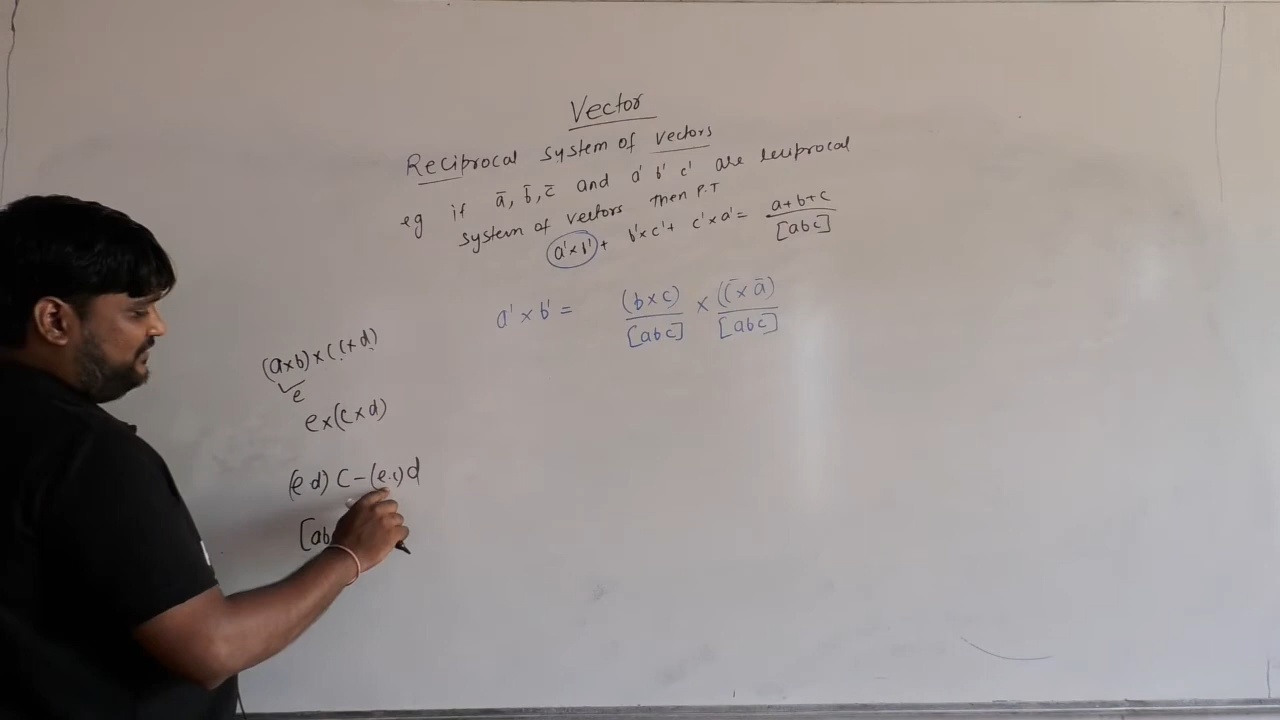 Vector
Reciprocal system of vectors
eg if a̅, b̅, c̅ and a' b' c' are reciprocal
system of vectors then P.T
a'×b' + b'×c' + c'×a' = a+b+c / [abc]
a'×b' = (b×c) / [abc] × (c̅×a̅) / [abc]
(a×b)×(c×d)
e
e×(c×d)
(e·d) c − (e·c) d
[ab